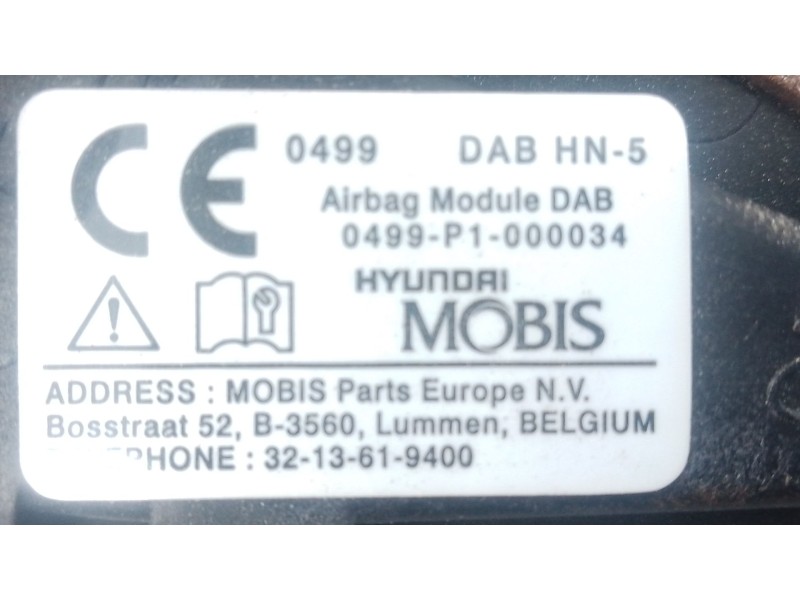 CE 0499 DAB HN-5
Airbag Module DAB
0499-P1-000034
HYUNDAI
MOBIS
ADDRESS : MOBIS Parts Europe N.V.
Bosstraat 52, B-3560, Lummen, BELGIUM
TELEPHONE : 32-13-61-9400